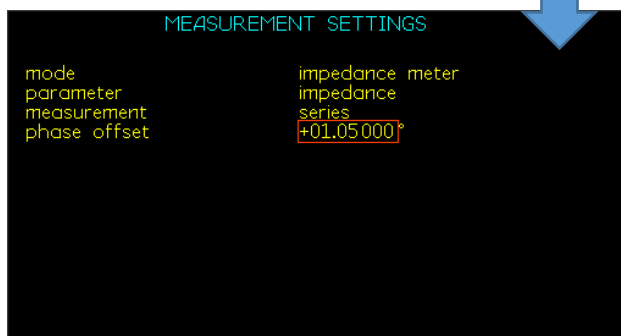 MEASUREMENT SETTINGS
mode impedance meter
parameter impedance
measurement series
phase offset +01.05000°